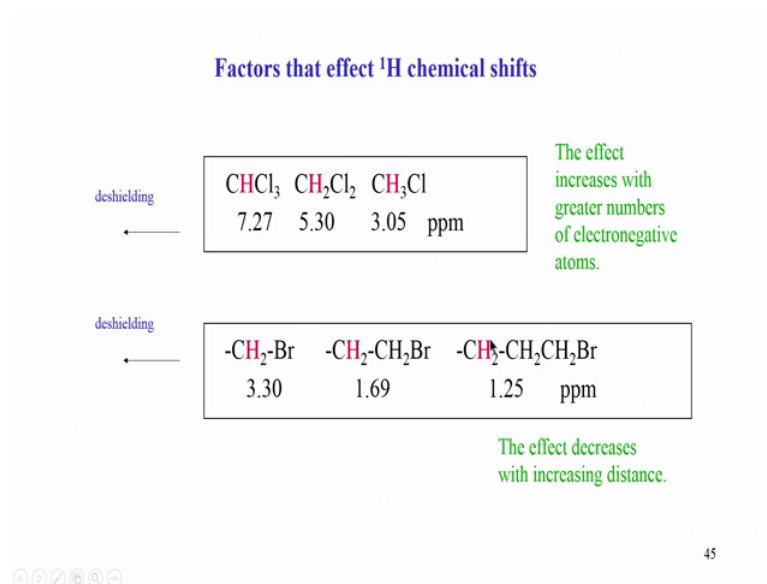 Factors that effect ¹H chemical shifts
The effect
increases with
greater numbers
of electronegative
atoms.
deshielding
CHCl₃ CH₂Cl₂ CH₃Cl
7.27 5.30 3.05 ppm
deshielding
-CH₂-Br -CH₂-CH₂Br -CH₂-CH₂CH₂Br
3.30 1.69 1.25 ppm
The effect decreases
with increasing distance.
45